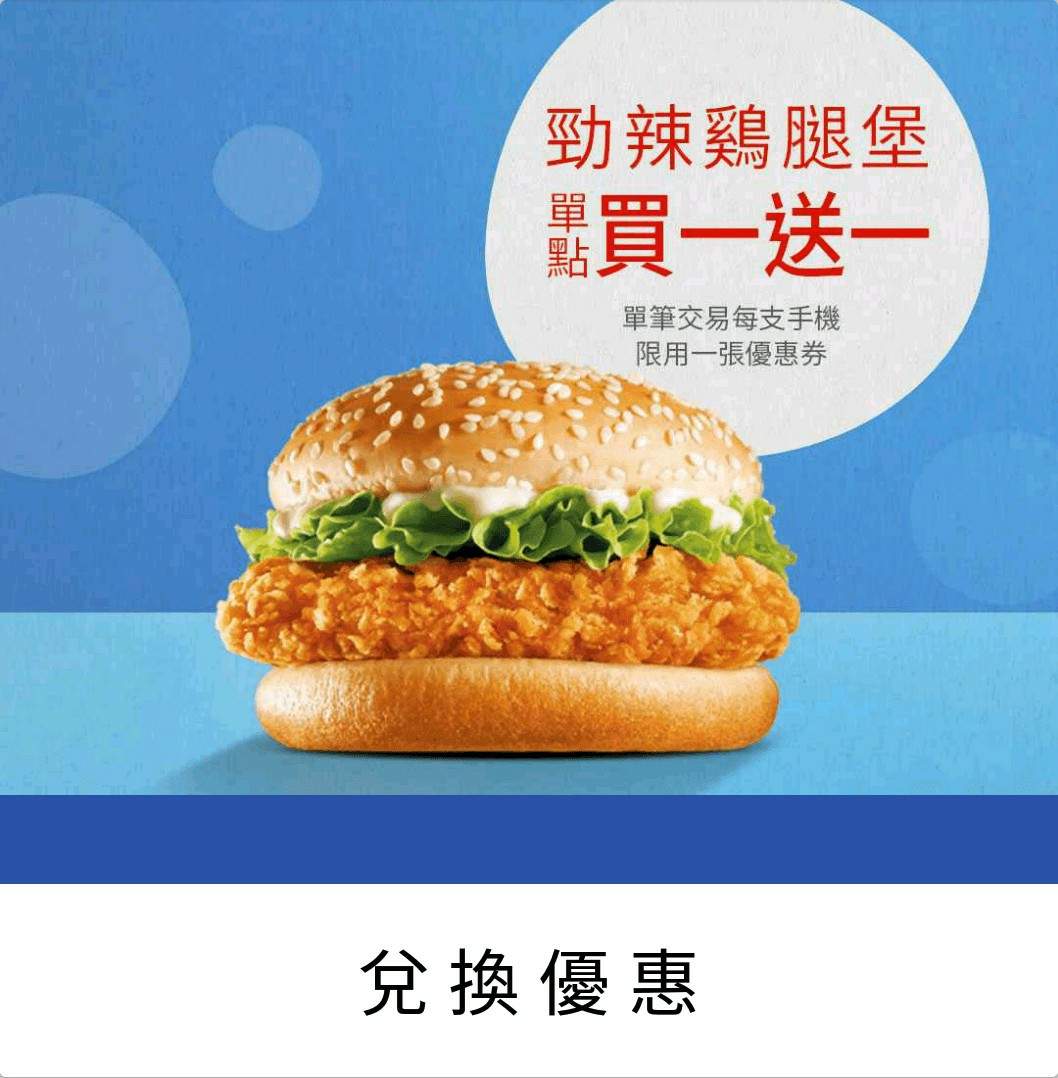 勁辣鷄腿堡
單點買一送一
單筆交易每支手機
限用一張優惠券
兌換優惠